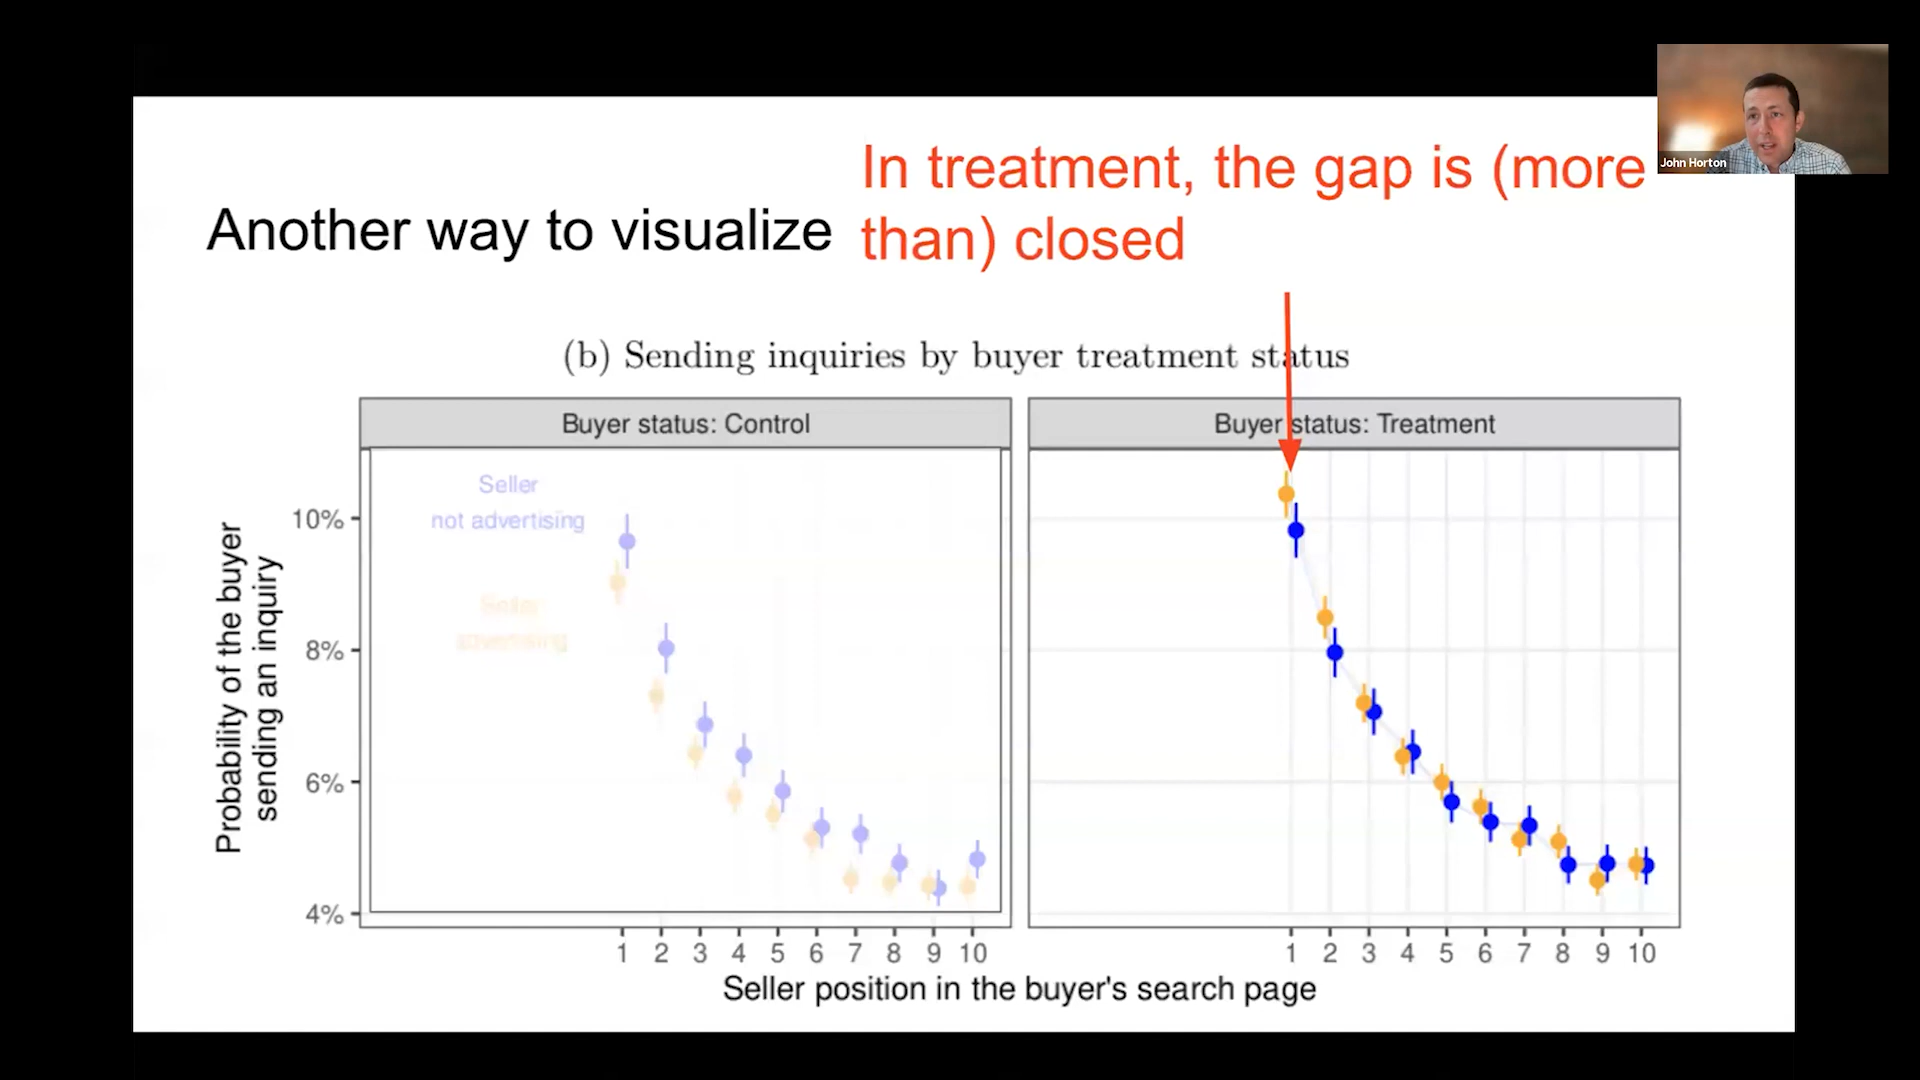 John Horton
In treatment, the gap is (more
than) closed
Another way to visualize
(b) Sending inquiries by buyer treatment status
Buyer status: Control
Buyer status: Treatment
Seller
not advertising
Seller
advertising
10%
8%
6%
4%
Probability of the buyer
sending an inquiry
1 2 3 4 5 6 7 8 9 10
1 2 3 4 5 6 7 8 9 10
Seller position in the buyer's search page